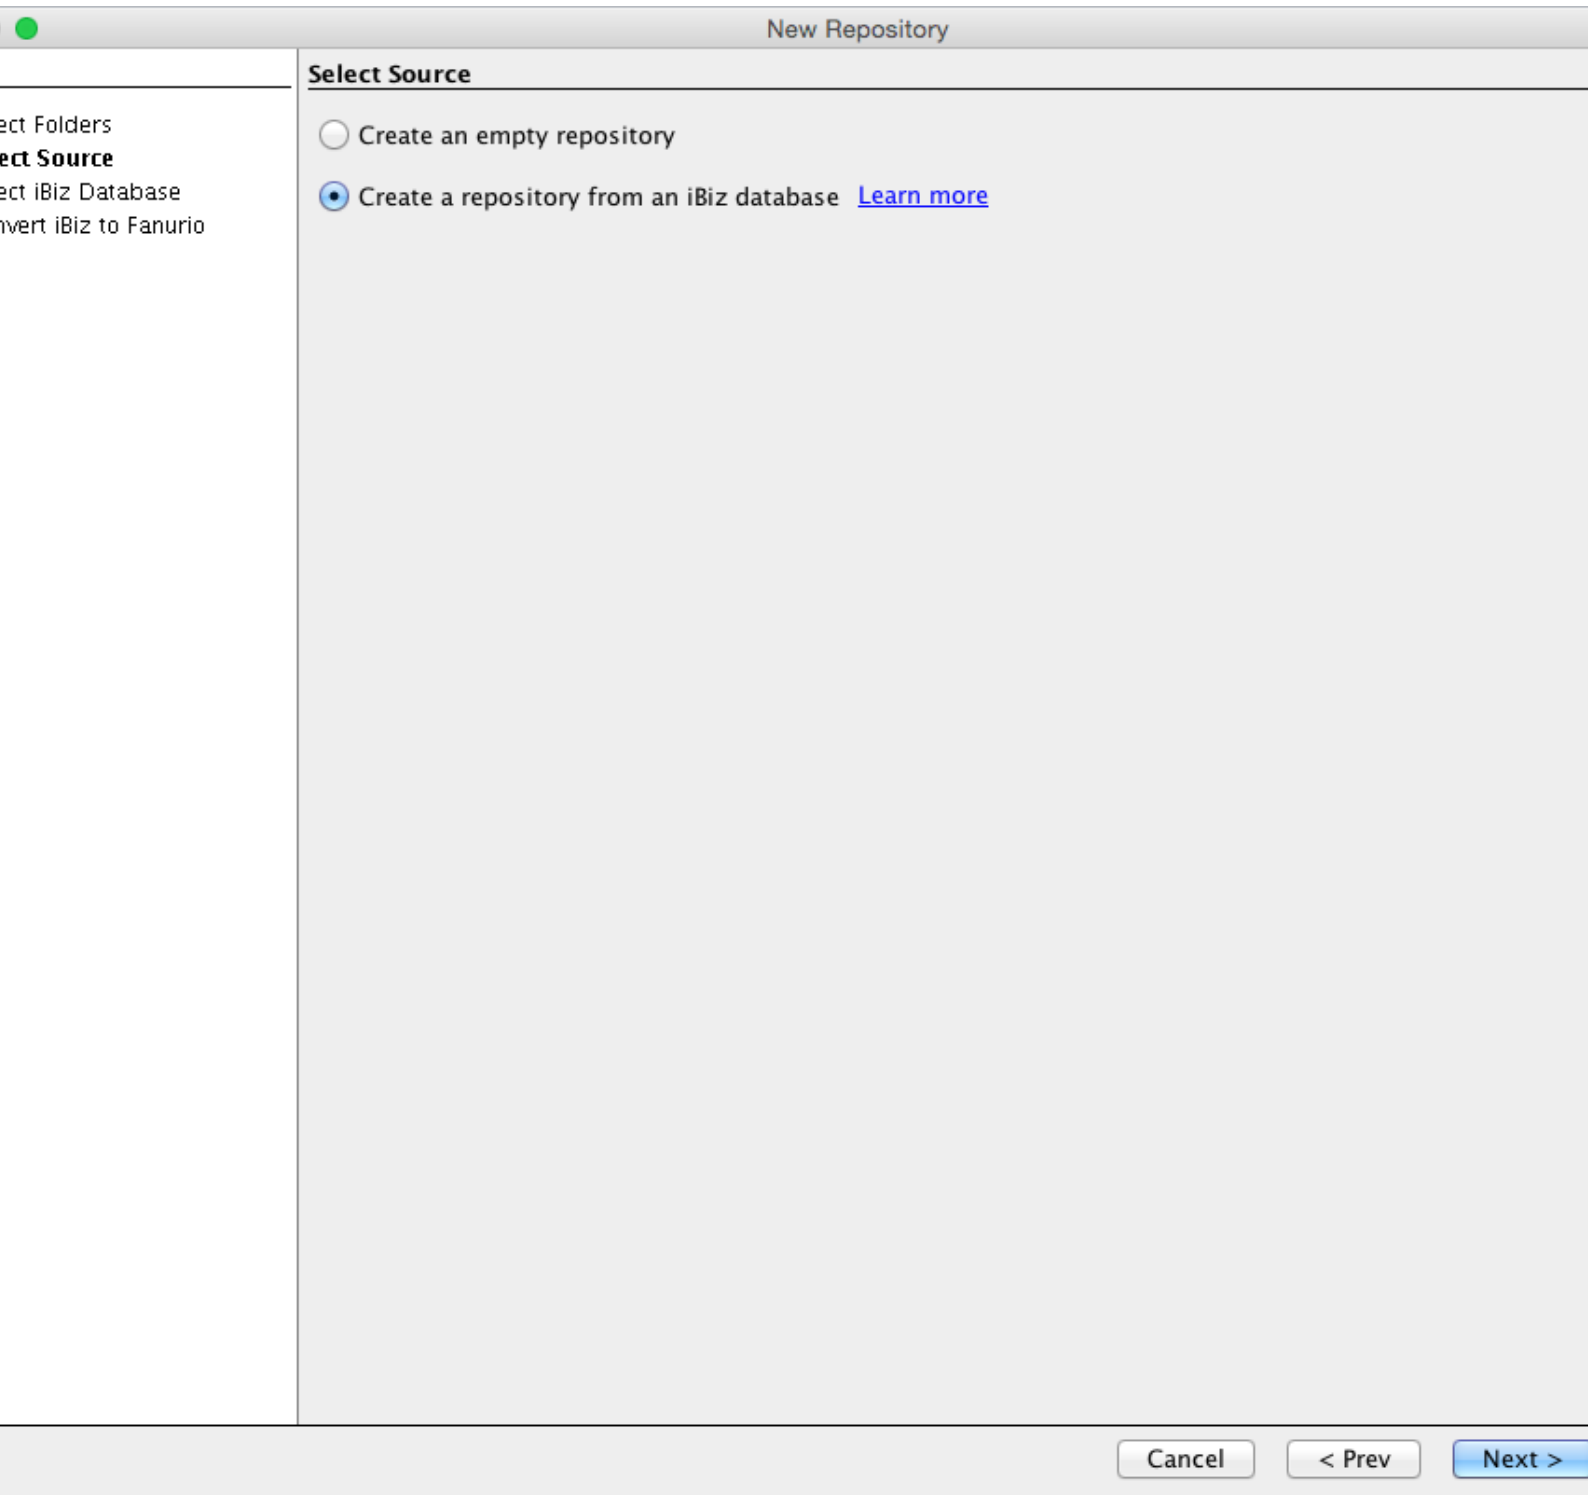 New Repository
Select Source
ect Folders
ect Source
ect iBiz Database
nvert iBiz to Fanurio
Create an empty repository
Create a repository from an iBiz database Learn more
Cancel
< Prev
Next >